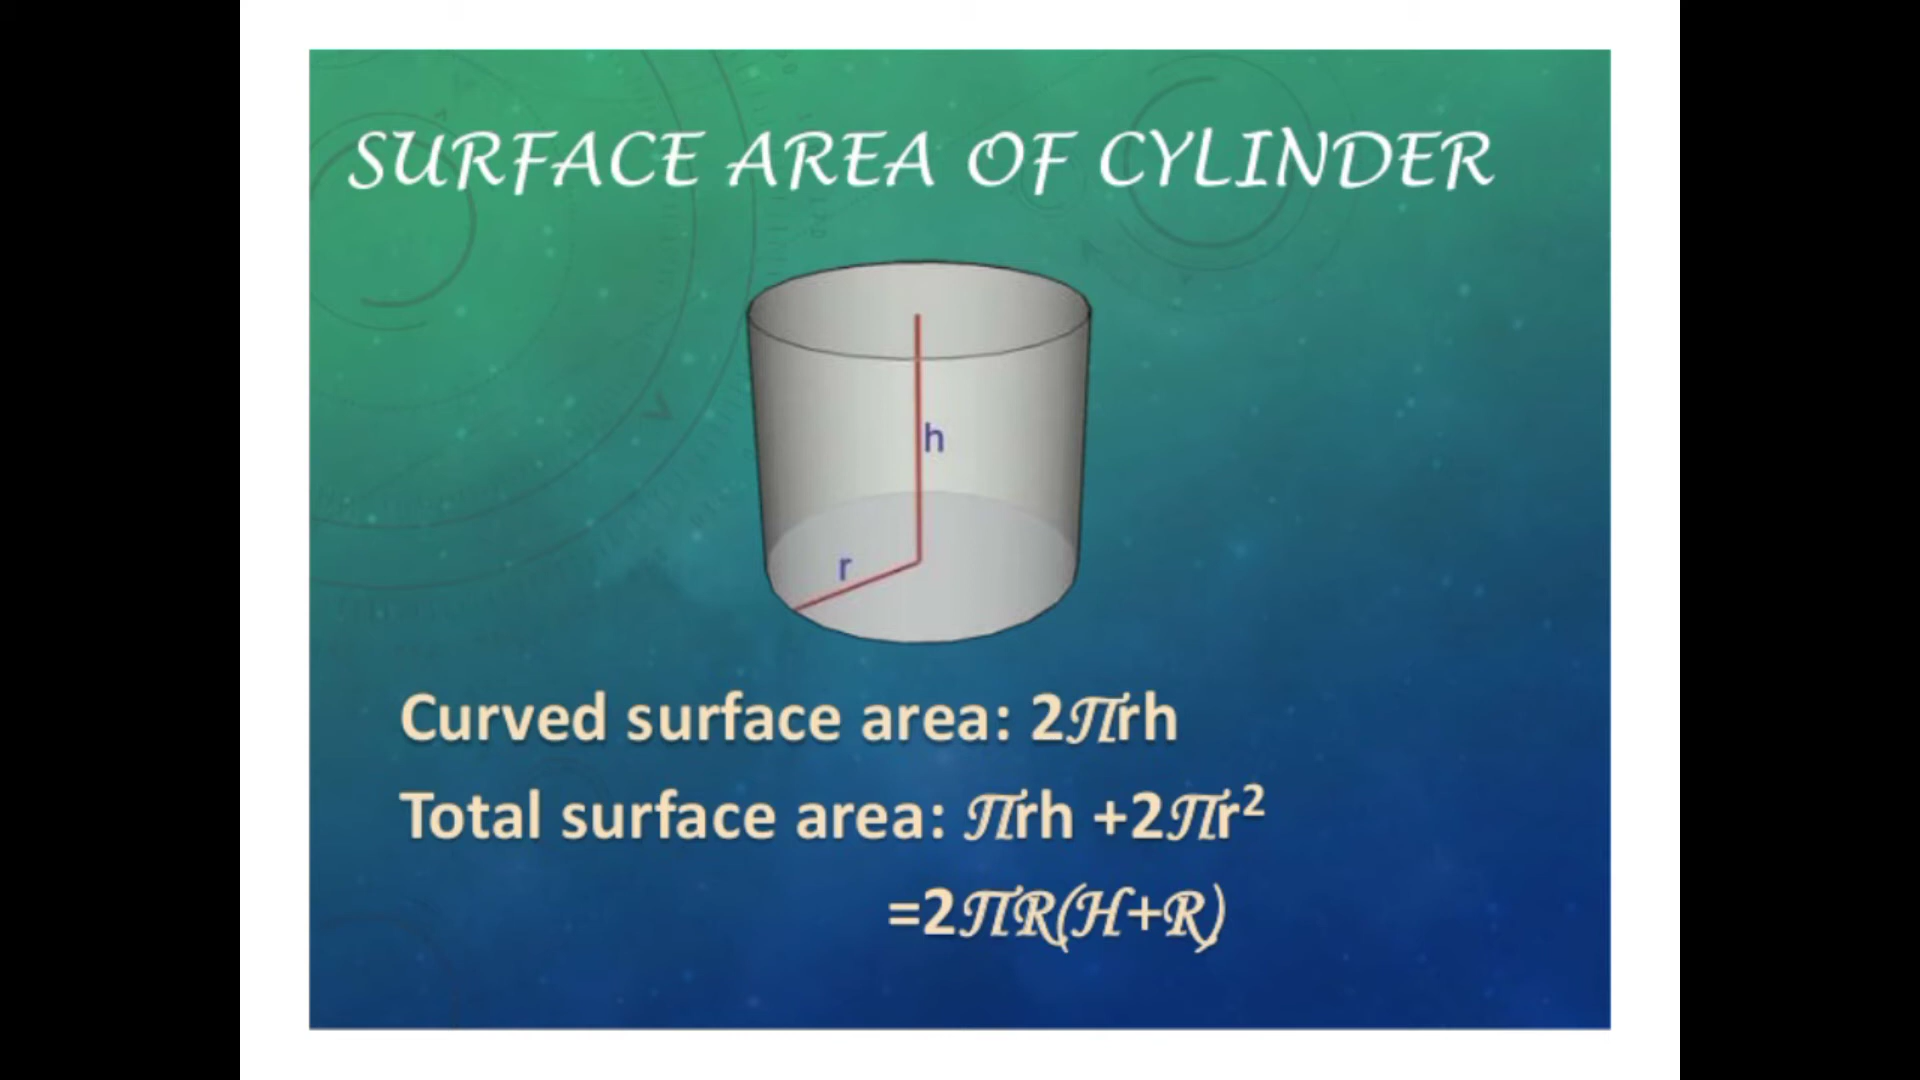 SURFACE AREA OF CYLINDER
h
r
Curved surface area: 2πrh
Total surface area: πrh +2πr²
=2πR(H+R)